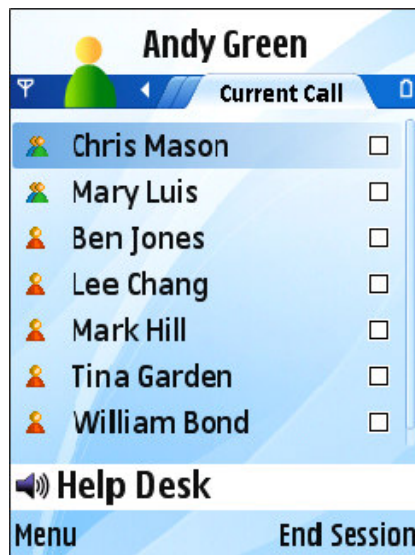 Andy Green
Current Call
Chris Mason
Mary Luis
Ben Jones
Lee Chang
Mark Hill
Tina Garden
William Bond
Help Desk
Menu End Session